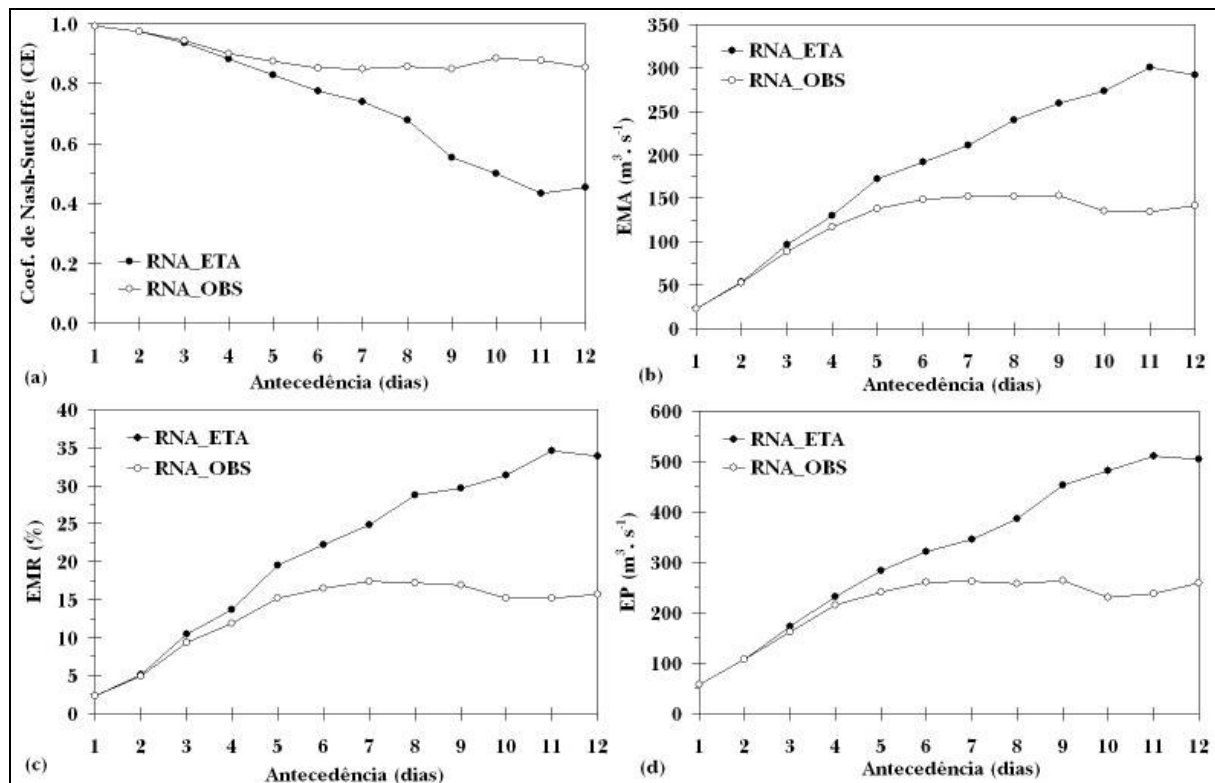 Coef. de Nash-Sutcliffe (CE)
1.0
0.8
0.6
0.4
0.2
0.0
RNA_ETA
RNA_OBS
1 2 3 4 5 6 7 8 9 10 11 12
(a)
Antecedência (dias)
EMA (m³. s⁻¹)
350
300
250
200
150
100
50
0
RNA_ETA
RNA_OBS
1 2 3 4 5 6 7 8 9 10 11 12
(b)
Antecedência (dias)
EMR (%)
40
35
30
25
20
15
10
5
0
RNA_ETA
RNA_OBS
1 2 3 4 5 6 7 8 9 10 11 12
(c)
Antecedência (dias)
EP (m³. s⁻¹)
600
500
400
300
200
100
0
RNA_ETA
RNA_OBS
1 2 3 4 5 6 7 8 9 10 11 12
(d)
Antecedência (dias)